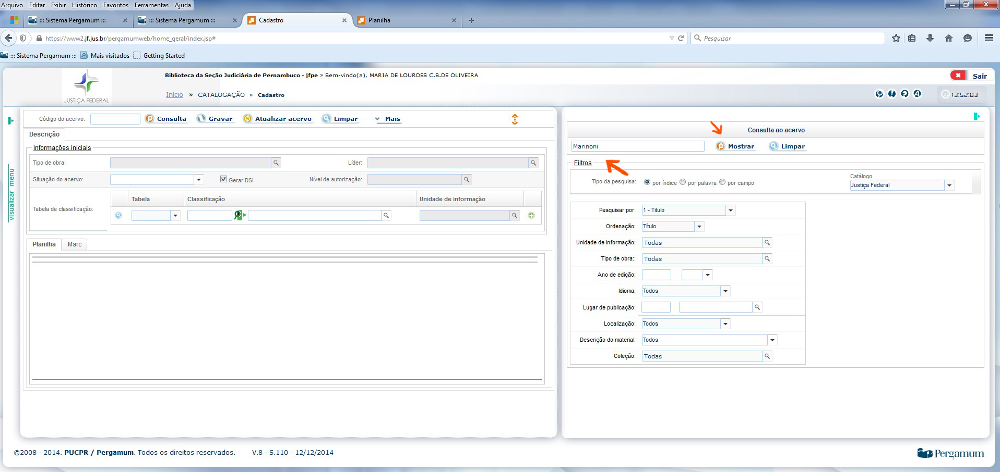 Arquivo Editar Exibir Histórico Favoritos Ferramentas Ajuda
::: Sistema Pergamum ::: ::: Sistema Pergamum ::: Cadastro Planilha
https://www2.jf.jus.br/pergamumweb/home_geral/index.jsp# Pesquisar
::: Sistema Pergamum ::: Mais visitados Getting Started
JUSTIÇA FEDERAL
Biblioteca da Seção Judiciária de Pernambuco - jfpe » Bem-vindo(a), MARIA DE LOURDES C.B.DE OLIVEIRA
Sair
Início » CATALOGAÇÃO » Cadastro
13:52:03
visualizar menu
Código do acervo: Consulta Gravar Atualizar acervo Limpar Mais
Descrição
Informações iniciais
Tipo de obra: Líder:
Situação do acervo: Gerar DSI Nível de autorização:
Tabela de classificação:
Tabela Classificação Unidade de informação
Planilha Marc
Consulta ao acervo
Marinoni Mostrar Limpar
Filtros
Tipo da pesquisa: por índice por palavra por campo
Catálogo
Justiça Federal
Pesquisar por: 1 - Titulo
Ordenação: Título
Unidade de informação: Todas
Tipo de obra:: Todas
Ano de edição:
Idioma: Todos
Lugar de publicação:
Localização: Todos
Descrição do material: Todos
Coleção: Todas
©2008 - 2014. PUCPR / Pergamum. Todos os direitos reservados. V.8 - S.110 - 12/12/2014
Pergamum